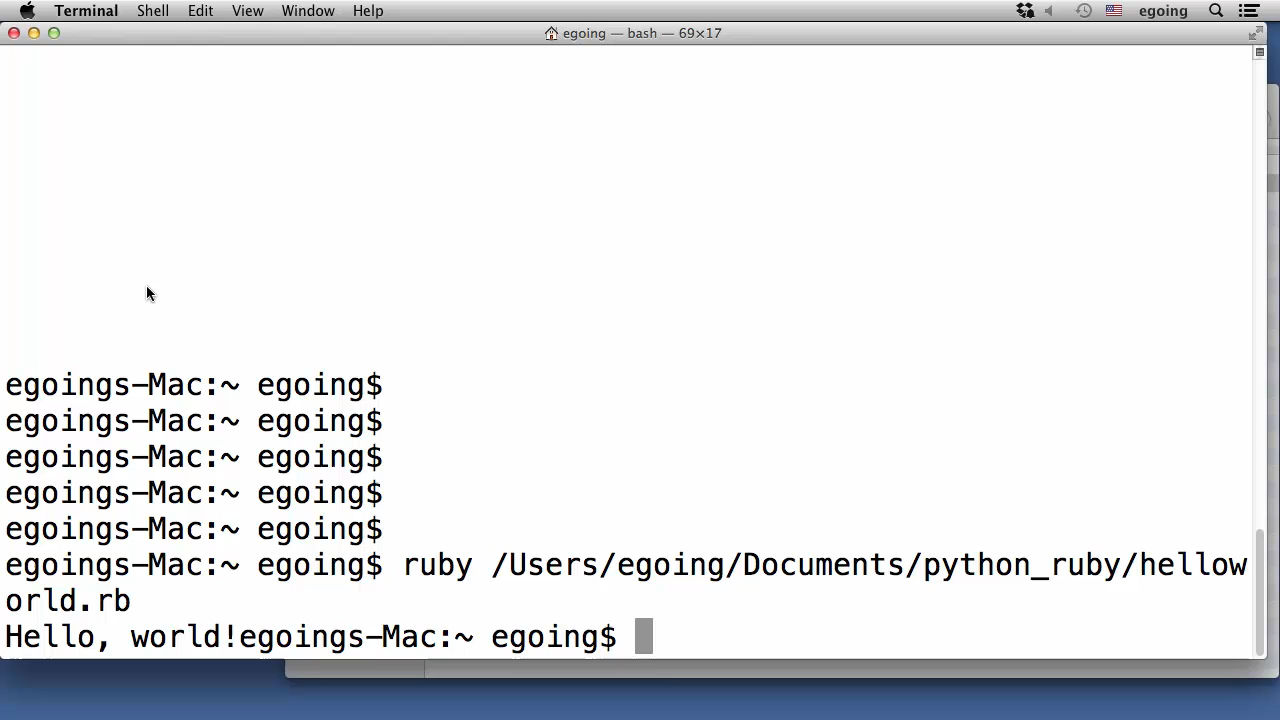 Terminal Shell Edit View Window Help egoing
egoing — bash — 69×17
egoings-Mac:~ egoing$
egoings-Mac:~ egoing$
egoings-Mac:~ egoing$
egoings-Mac:~ egoing$
egoings-Mac:~ egoing$
egoings-Mac:~ egoing$ ruby /Users/egoing/Documents/python_ruby/hellow
orld.rb
Hello, world!egoings-Mac:~ egoing$